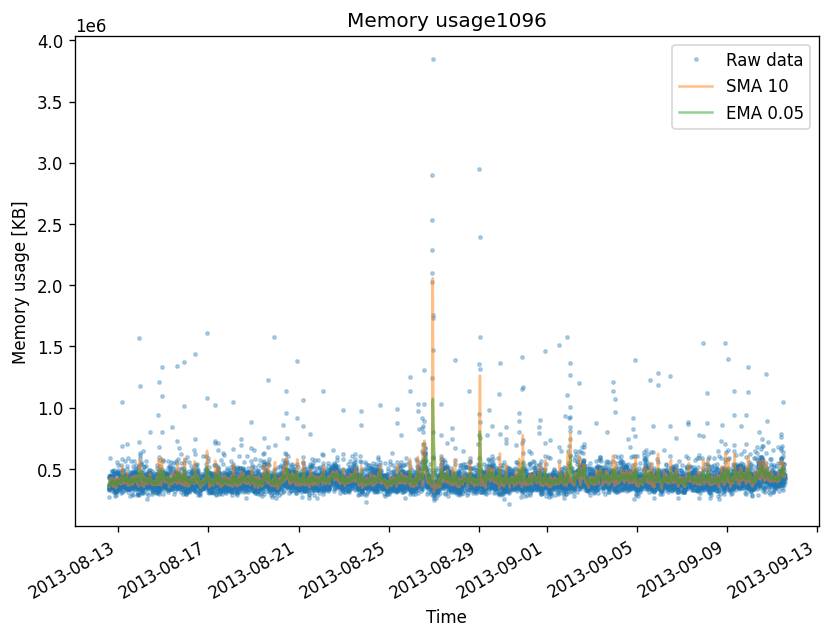 Memory usage1096
1e6
4.0
3.5
3.0
2.5
2.0
1.5
1.0
0.5
Memory usage [KB]
Raw data
SMA 10
EMA 0.05
2013-08-13
2013-08-17
2013-08-21
2013-08-25
2013-08-29
2013-09-01
2013-09-05
2013-09-09
2013-09-13
Time